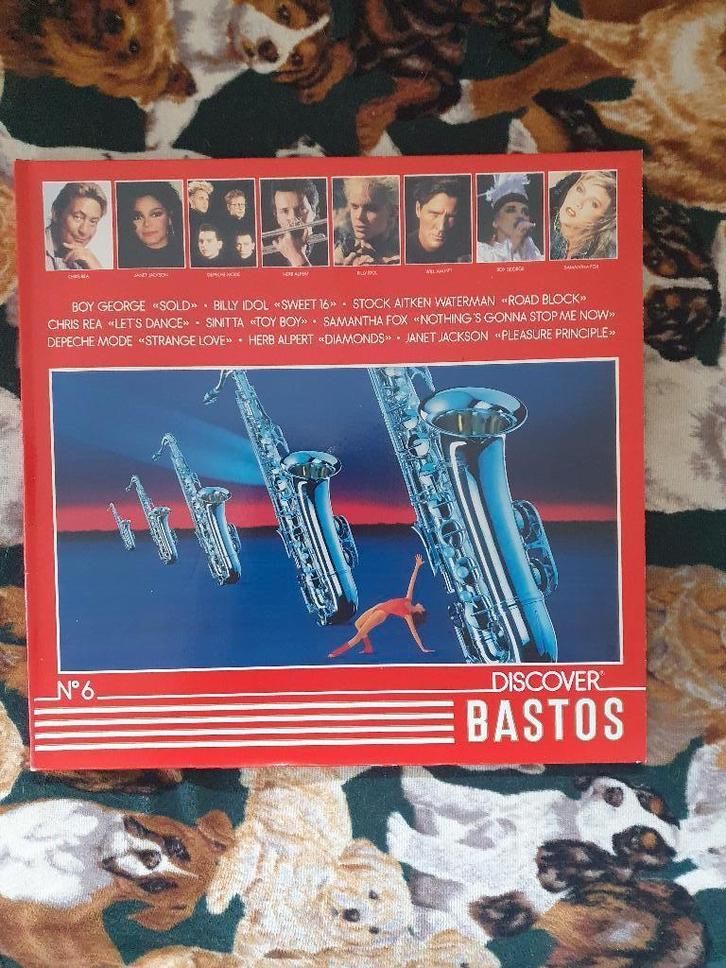 CHRIS REA JANET JACKSON DEPECHE MODE HERB ALPERT BILLY IDOL BOY GEORGE SAMANTHA FOX
BOY GEORGE «SOLD» • BILLY IDOL «SWEET 16» • STOCK AITKEN WATERMAN «ROAD BLOCK»
CHRIS REA «LET'S DANCE» • SINITTA «TOY BOY» • SAMANTHA FOX «NOTHING'S GONNA STOP ME NOW»
DEPECHE MODE «STRANGE LOVE» • HERB ALPERT «DIAMONDS» • JANET JACKSON «PLEASURE PRINCIPLE»
N° 6
DISCOVER
BASTOS